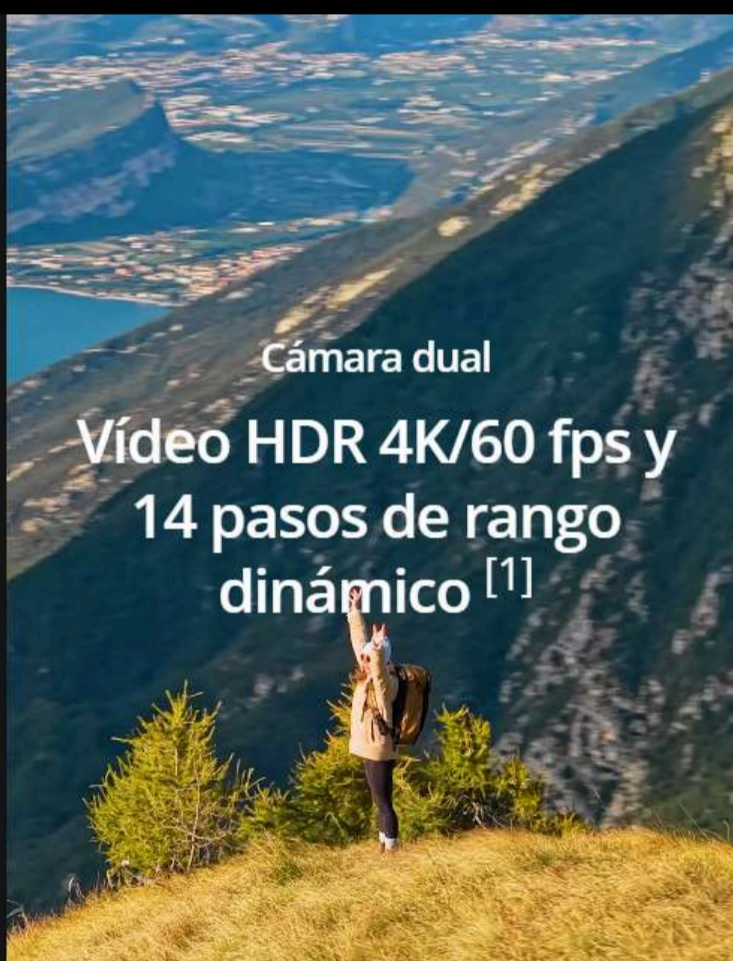 Cámara dual
Vídeo HDR 4K/60 fps y
14 pasos de rango
dinámico [1]